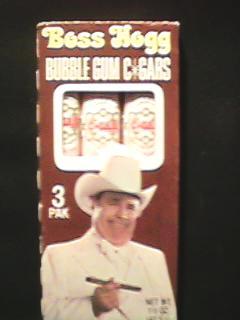 Boss Hogg
BUBBLE GUM CIGARS
3
PAK
NET WT